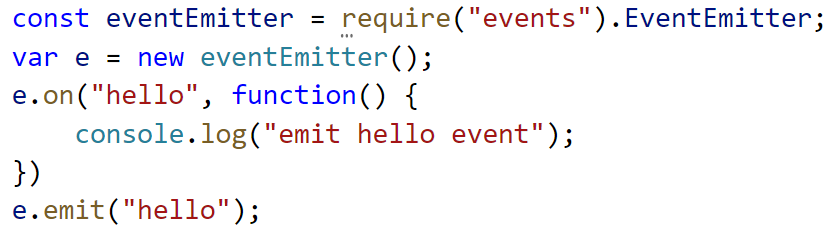 const eventEmitter = require("events").EventEmitter;
var e = new eventEmitter();
e.on("hello", function() {
    console.log("emit hello event");
})
e.emit("hello");